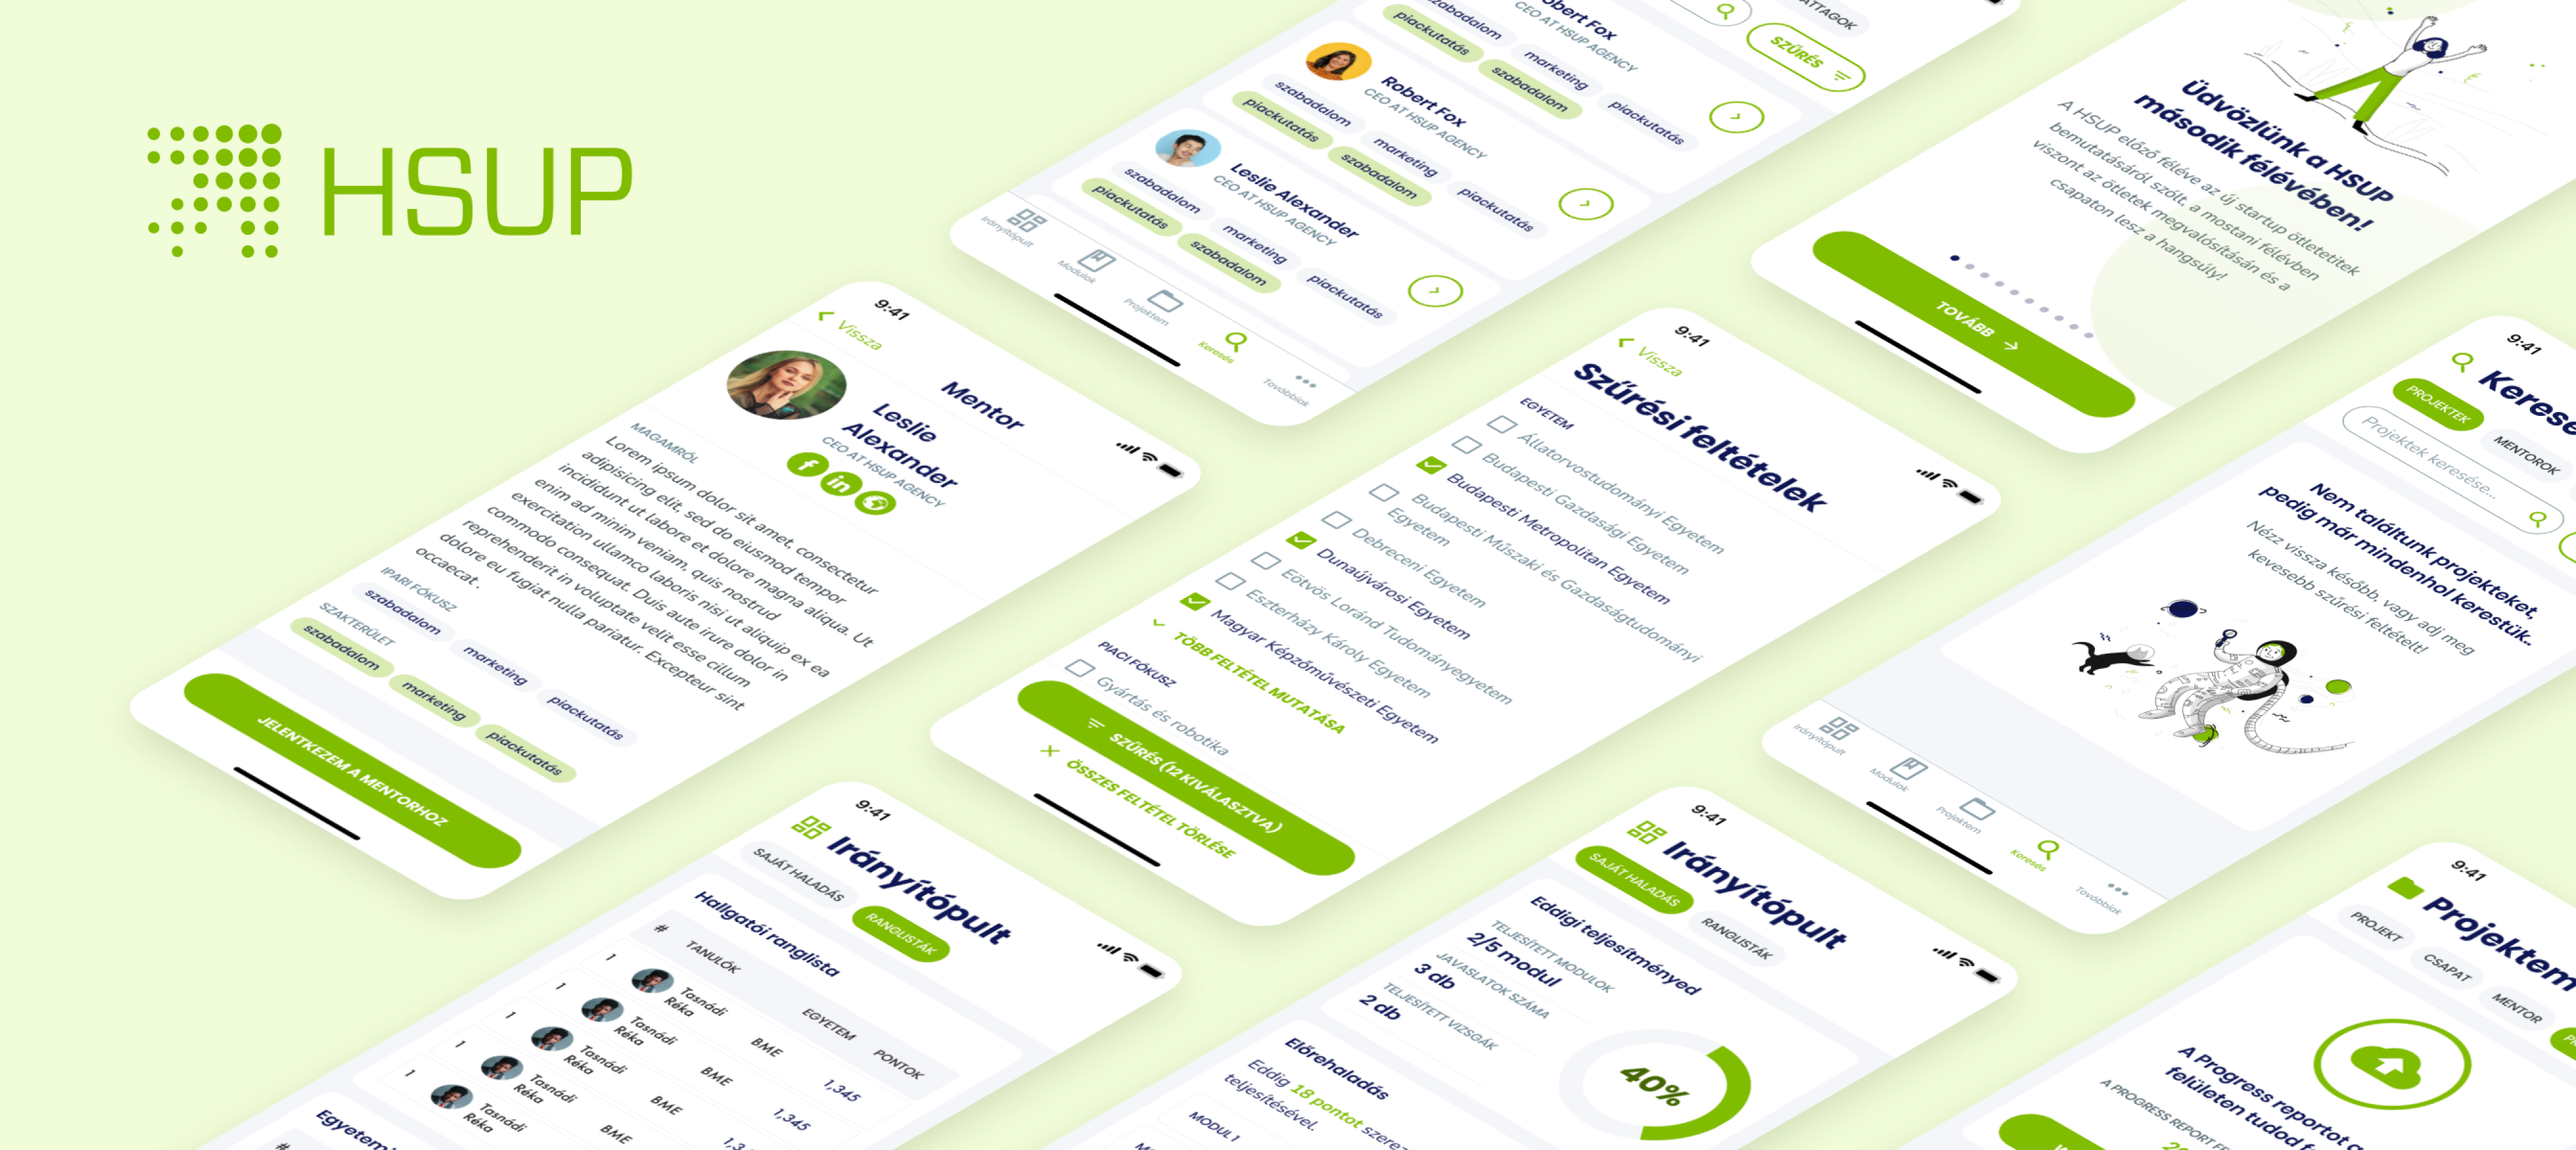 HSUP
Robert Fox
CEO AT HSUP AGENCY
szabadalom
marketing
piackutatás
piackutatás
szabadalom
Robert Fox
CEO AT HSUP AGENCY
szabadalom
marketing
piackutatás
piackutatás
szabadalom
Leslie Alexander
CEO AT HSUP AGENCY
szabadalom
marketing
piackutatás
piackutatás
szabadalom
SZŰRÉS
Irányítópult
Modulok
Projektem
Keresés
Továbbiak
Üdvözlünk a HSUP
második félévében!
A HSUP előző féléve az új startup ötletetitek
bemutatásáról szólt, a mostani félévben
viszont az ötletek megvalósításán és a
csapaton lesz a hangsúly!
TOVÁBB
9:41
Vissza
Mentor
Leslie
Alexander
CEO AT HSUP AGENCY
MAGAMRÓL
Lorem ipsum dolor sit amet, consectetur
adipisicing elit, sed do eiusmod tempor
incididunt ut labore et dolore magna aliqua. Ut
enim ad minim veniam, quis nostrud
exercitation ullamco laboris nisi ut aliquip ex ea
commodo consequat. Duis aute irure dolor in
reprehenderit in voluptate velit esse cillum
dolore eu fugiat nulla pariatur. Excepteur sint
occaecat.
IPARI FÓKUSZ
szabadalom
marketing
piackutatás
SZAKTERÜLET
szabadalom
marketing
piackutatás
JELENTKEZEM A MENTORHOZ
9:41
Vissza
Szűrési feltételek
EGYETEM
Állatorvostudományi Egyetem
Budapesti Gazdasági Egyetem
Budapesti Metropolitan Egyetem
Budapesti Műszaki és Gazdaságtudományi
Egyetem
Debreceni Egyetem
Dunaújvárosi Egyetem
Eötvös Loránd Tudományegyetem
Eszterházy Károly Egyetem
Magyar Képzőművészeti Egyetem
TÖBB FELTÉTEL MUTATÁSA
PIACI FÓKUSZ
Gyártás és robotika
SZŰRÉS (12 KIVÁLASZTVA)
ÖSSZES FELTÉTEL TÖRLÉSE
9:41
PROJEKTEK
MENTOROK
Projektek keresése...
Nem találtunk projekteket,
pedig már mindenhol kerestük.
Nézz vissza később, vagy adj meg
kevesebb szűrési feltételt!
Irányítópult
Modulok
Projektem
Keresés
Továbbiak
9:41
Irányítópult
SAJÁT HALADÁS
RANGLISTÁK
Hallgatói ranglista
# TANULÓK EGYETEM PONTOK
1 Tasnádi Réka BME 1,345
1 Tasnádi Réka BME 1,345
1 Tasnádi Réka BME
1 Tasnádi Réka BME
1 Tasnádi Réka
#
9:41
Irányítópult
SAJÁT HALADÁS
RANGLISTÁK
Eddigi teljesítményed
TELJESÍTETT MODULOK
2/5 modul
JAVASLATOK SZÁMA
3 db
TELJESÍTETT VIZSGÁK
2 db
40%
Előrehaladás
Eddig 18 pontot
teljesítésével.
MODUL 1
9:41
Projektem
PROJEKT
CSAPAT
MENTOR
A Progress reportot
felületen tudod
A PROGRESS REPORT